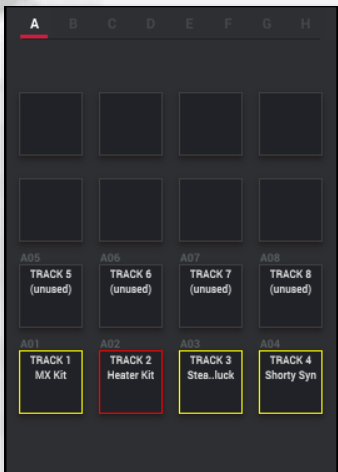 A B C D E F G H
A05 A06 A07 A08
TRACK 5 TRACK 6 TRACK 7 TRACK 8
(unused) (unused) (unused) (unused)
A01 A02 A03 A04
TRACK 1 TRACK 2 TRACK 3 TRACK 4
MX Kit Heater Kit Stea..luck Shorty Syn